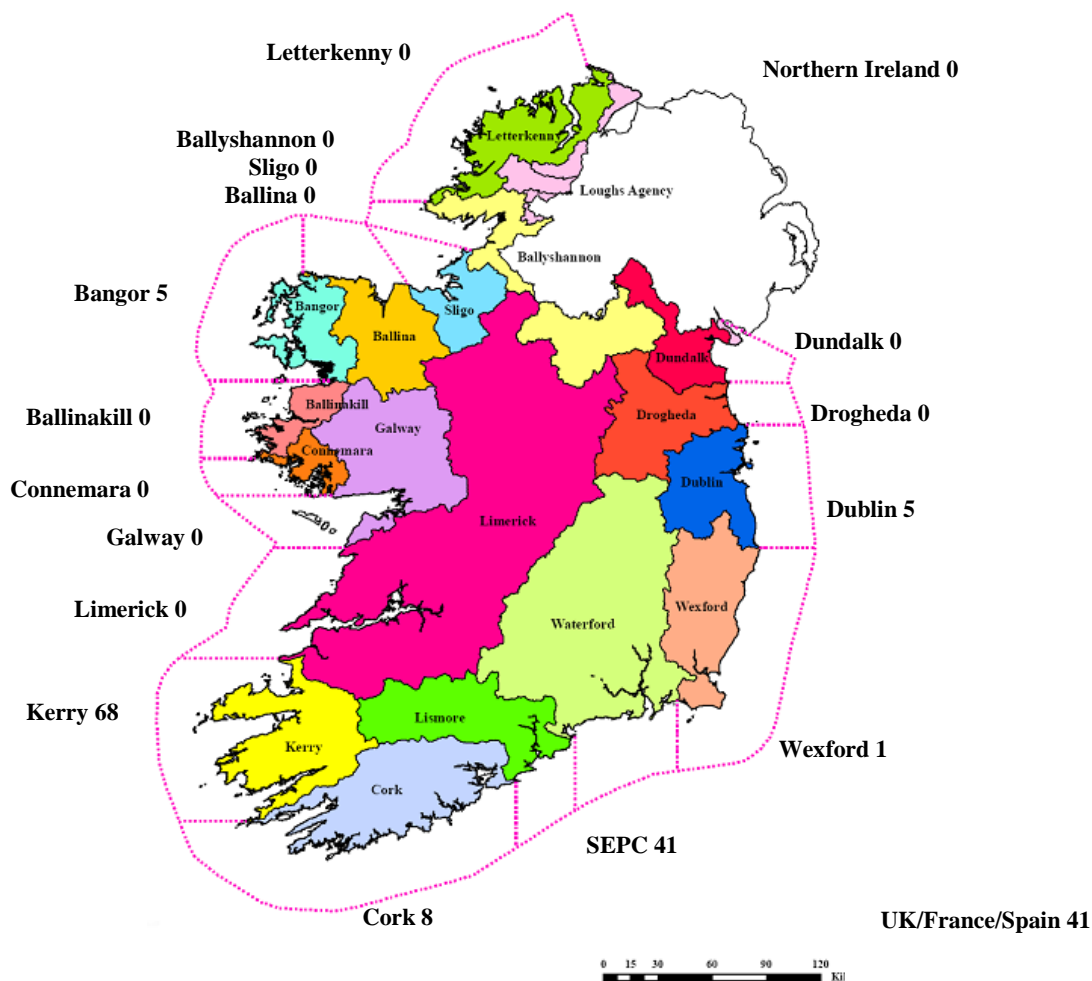 Letterkenny 0
Northern Ireland 0
Letterkenny
Ballyshannon 0
Sligo 0
Ballina 0
Loughs Agency
Ballyshannon
Bangor 5
Bangor
Sligo
Ballina
Dundalk 0
Dundalk
Ballinakill 0
Ballinakill
Drogheda 0
Drogheda
Galway
Connemara
Connemara 0
Dublin
Dublin 5
Galway 0
Limerick
Limerick 0
Wexford
Waterford
Kerry 68
Lismore
Kerry
Wexford 1
Cork
SEPC 41
Cork 8
UK/France/Spain 41
0 15 30 60 90 120
Kil